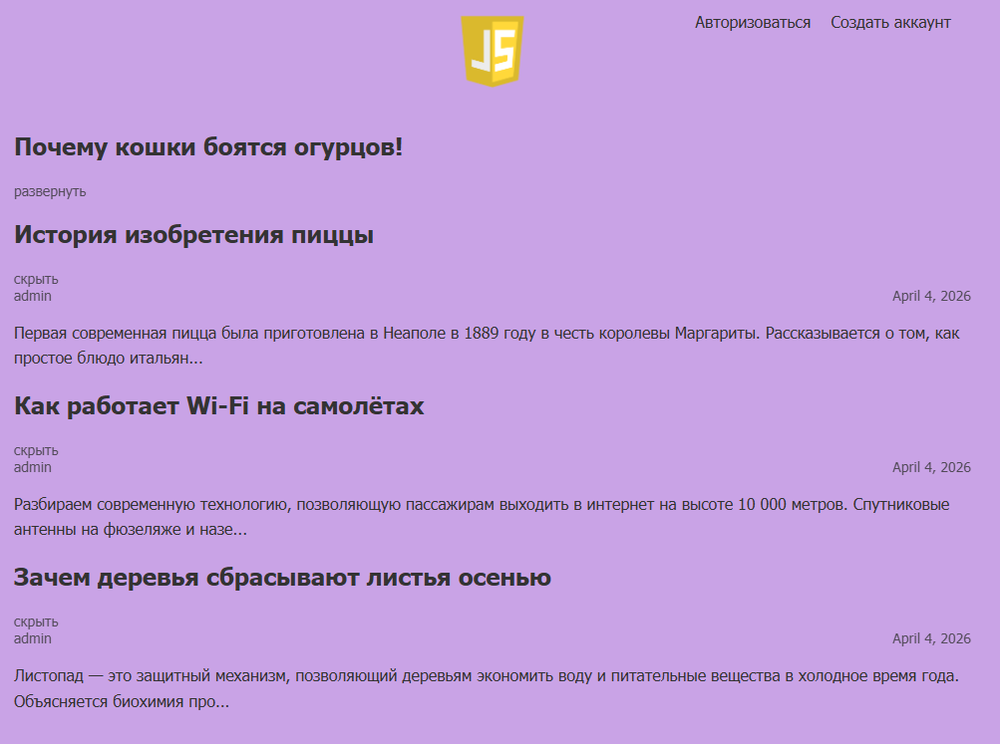 JS
Авторизоваться Создать аккаунт
Почему кошки боятся огурцов!
развернуть
История изобретения пиццы
скрыть
admin April 4, 2026
Первая современная пицца была приготовлена в Неаполе в 1889 году в честь королевы Маргариты. Рассказывается о том, как
простое блюдо итальян...
Как работает Wi-Fi на самолётах
скрыть
admin April 4, 2026
Разбираем современную технологию, позволяющую пассажирам выходить в интернет на высоте 10 000 метров. Спутниковые
антенны на фюзеляже и назе...
Зачем деревья сбрасывают листья осенью
скрыть
admin April 4, 2026
Листопад — это защитный механизм, позволяющий деревьям экономить воду и питательные вещества в холодное время года.
Объясняется биохимия про...